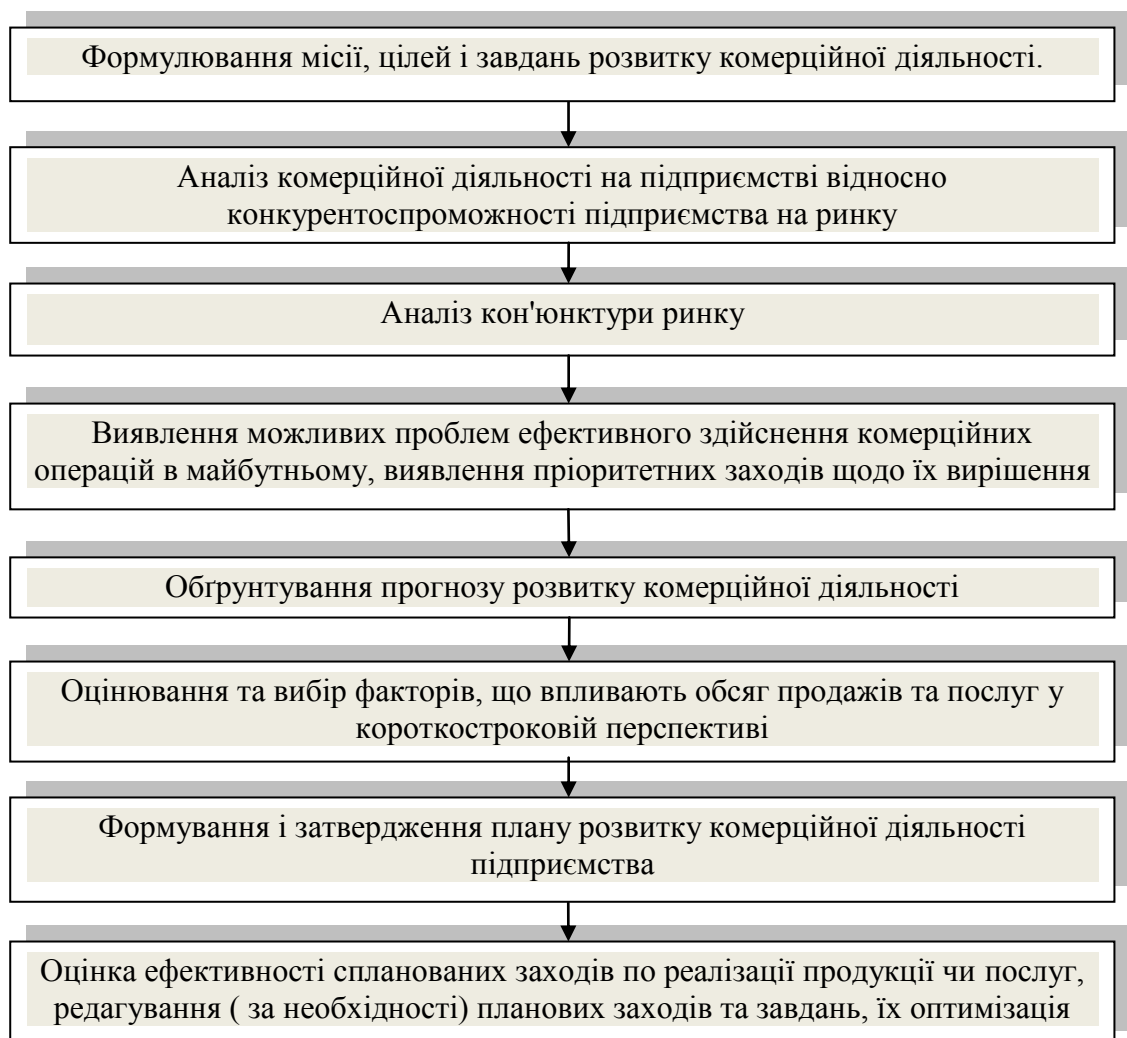 Формулювання місії, цілей і завдань розвитку комерційної діяльності.
Аналіз комерційної діяльності на підприємстві відносно
конкурентоспроможності підприємства на ринку
Аналіз кон'юнктури ринку
Виявлення можливих проблем ефективного здійснення комерційних
операцій в майбутньому, виявлення пріоритетних заходів щодо їх вирішення
Обґрунтування прогнозу розвитку комерційної діяльності
Оцінювання та вибір факторів, що впливають обсяг продажів та послуг у
короткостроковій перспективі
Формування і затвердження плану розвитку комерційної діяльності
підприємства
Оцінка ефективності спланованих заходів по реалізації продукції чи послуг,
редагування ( за необхідності) планових заходів та завдань, їх оптимізація